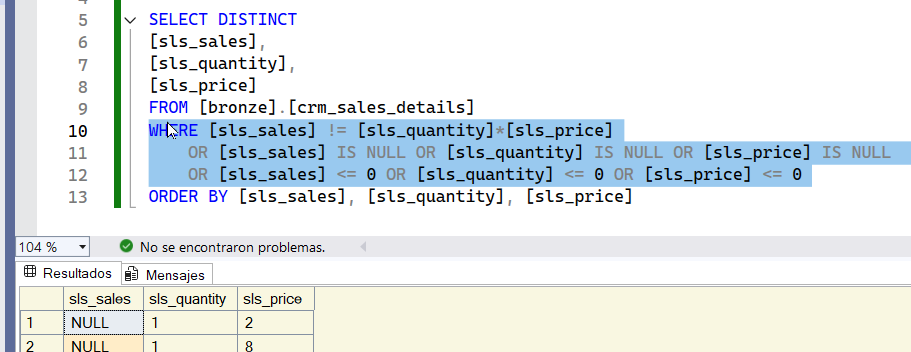 5 SELECT DISTINCT
6 [sls_sales],
7 [sls_quantity],
8 [sls_price]
9 FROM [bronze].[crm_sales_details]
10 WHERE [sls_sales] != [sls_quantity]*[sls_price]
11 OR [sls_sales] IS NULL OR [sls_quantity] IS NULL OR [sls_price] IS NULL
12 OR [sls_sales] <= 0 OR [sls_quantity] <= 0 OR [sls_price] <= 0
13 ORDER BY [sls_sales], [sls_quantity], [sls_price]
104 % No se encontraron problemas.
Resultados Mensajes
sls_sales sls_quantity sls_price
1 NULL 1 2
2 NULL 1 8